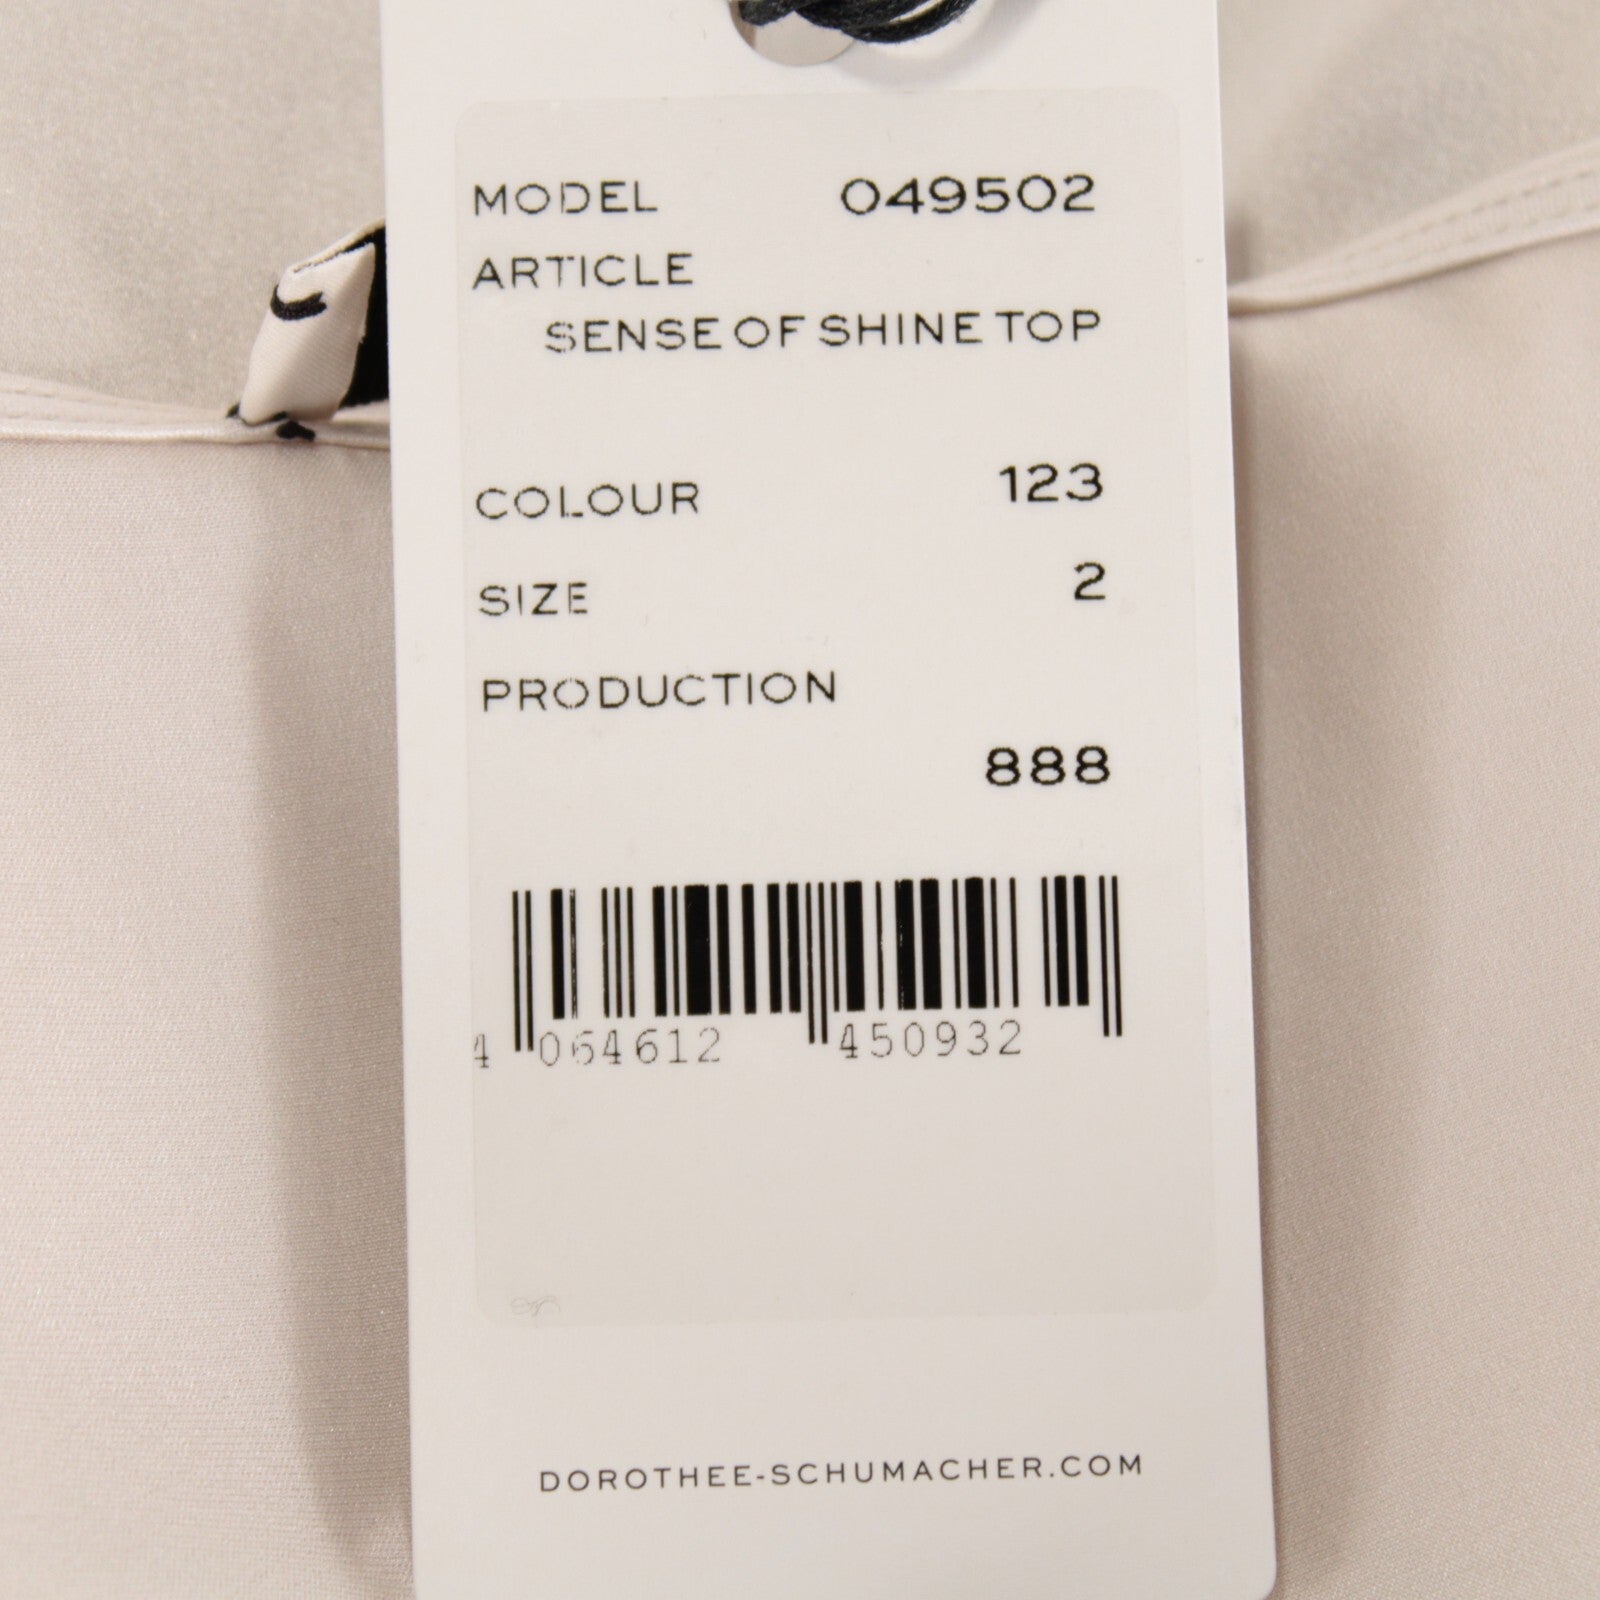 MODEL 049502
ARTICLE
SENSE OF SHINE TOP
COLOUR 123
SIZE 2
PRODUCTION
888
4 064612 450932
DOROTHEE-SCHUMACHER.COM